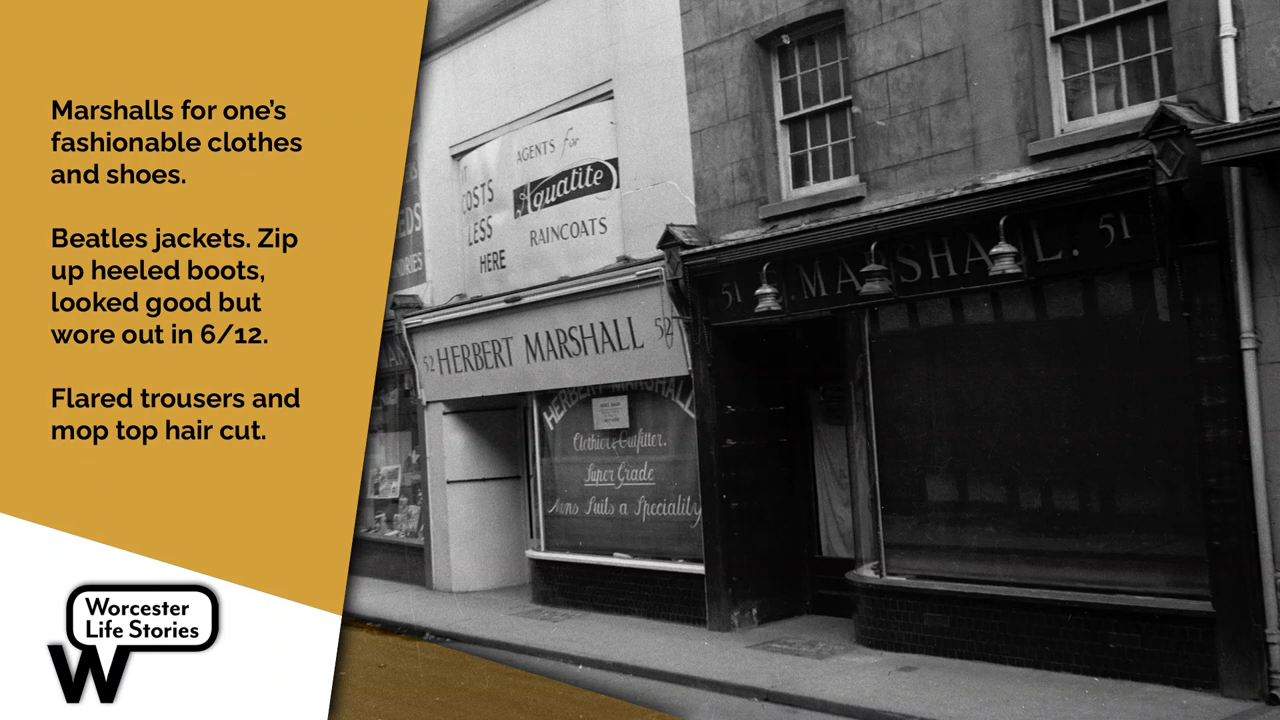 Marshalls for one's
fashionable clothes
and shoes.
Beatles jackets. Zip
up heeled boots,
looked good but
wore out in 6/12.
Flared trousers and
mop top hair cut.
Worcester
Life Stories
W
IT
COSTS
LESS
HERE
AGENTS for
Aquatite
RAINCOATS
52 HERBERT MARSHALL 52
HERBERT MARSHALL
Clothier & Outfitter.
Super Grade
Mens Suits a Speciality
51 . MARSHALL. 51